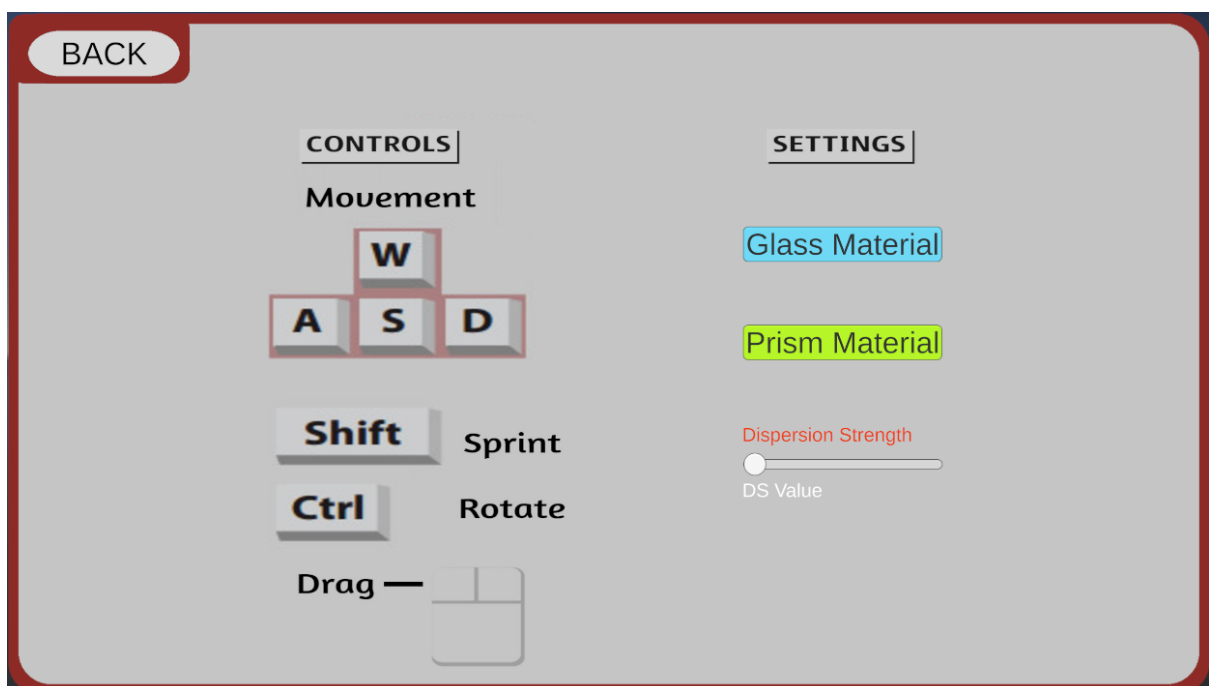 BACK
CONTROLS
Movement
W
A S D
Shift Sprint
Ctrl Rotate
Drag
SETTINGS
Glass Material
Prism Material
Dispersion Strength
DS Value